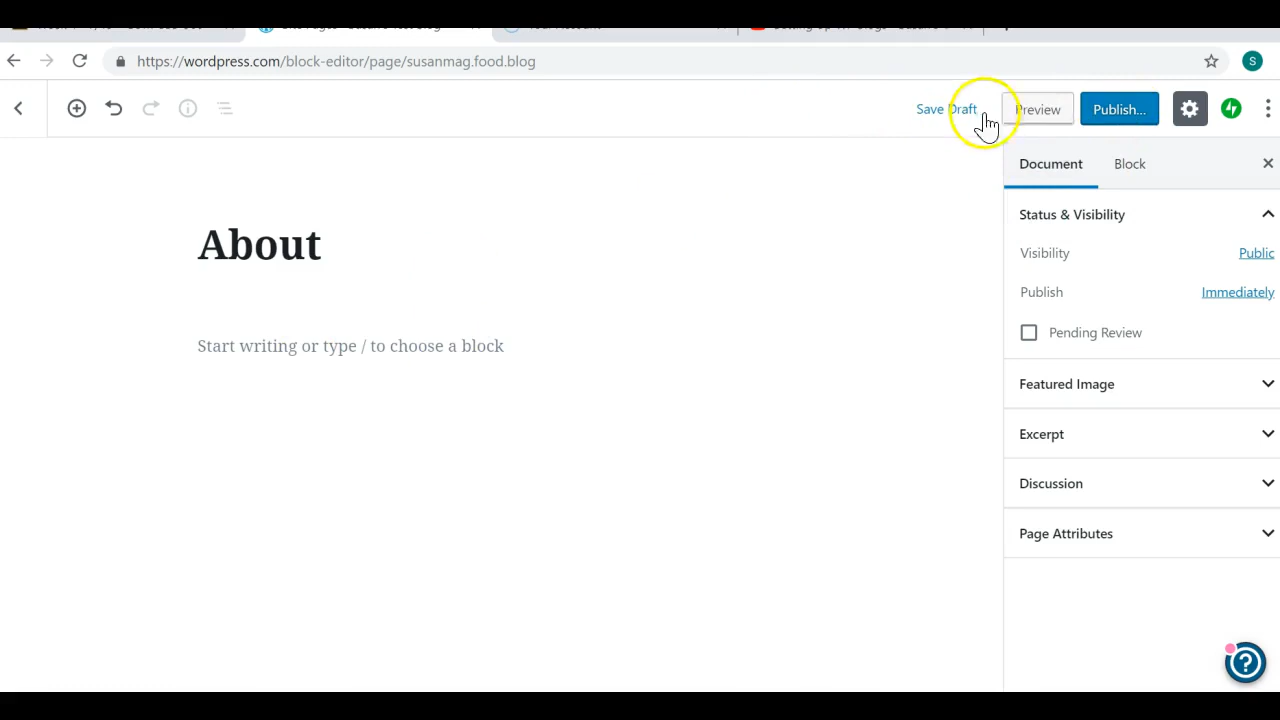 https://wordpress.com/block-editor/page/susanmag.food.blog
S
Save Draft
Preview
Publish...
Document
Block
Status & Visibility
About
Visibility
Public
Publish
Immediately
Pending Review
Start writing or type / to choose a block
Featured Image
Excerpt
Discussion
Page Attributes